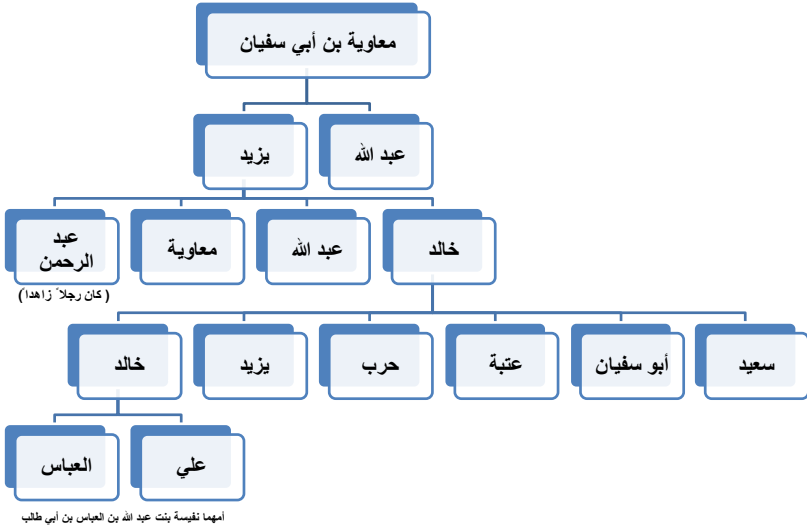 معاوية بن أبي سفيان
عبد الله
يزيد
خالد
عبد الله
معاوية
عبد
الرحمن
( كان رجلاً زاهداً)
سعيد
أبو سفيان
عتبة
حرب
يزيد
خالد
علي
العباس
أمهما نفيسة بنت عبد الله بن العباس بن أبي طالب